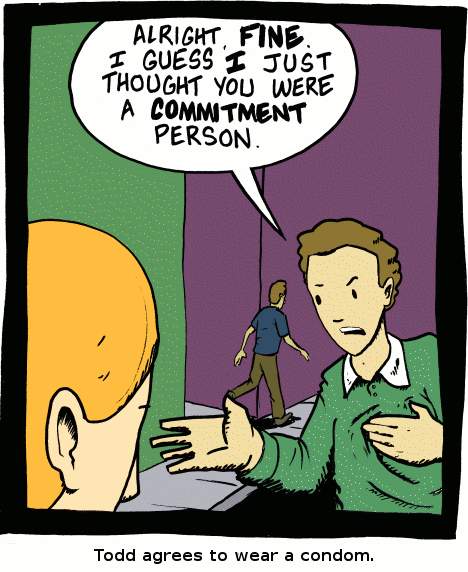 ALRIGHT, FINE.
I GUESS I JUST
THOUGHT YOU WERE
A COMMITMENT
PERSON.
Todd agrees to wear a condom.